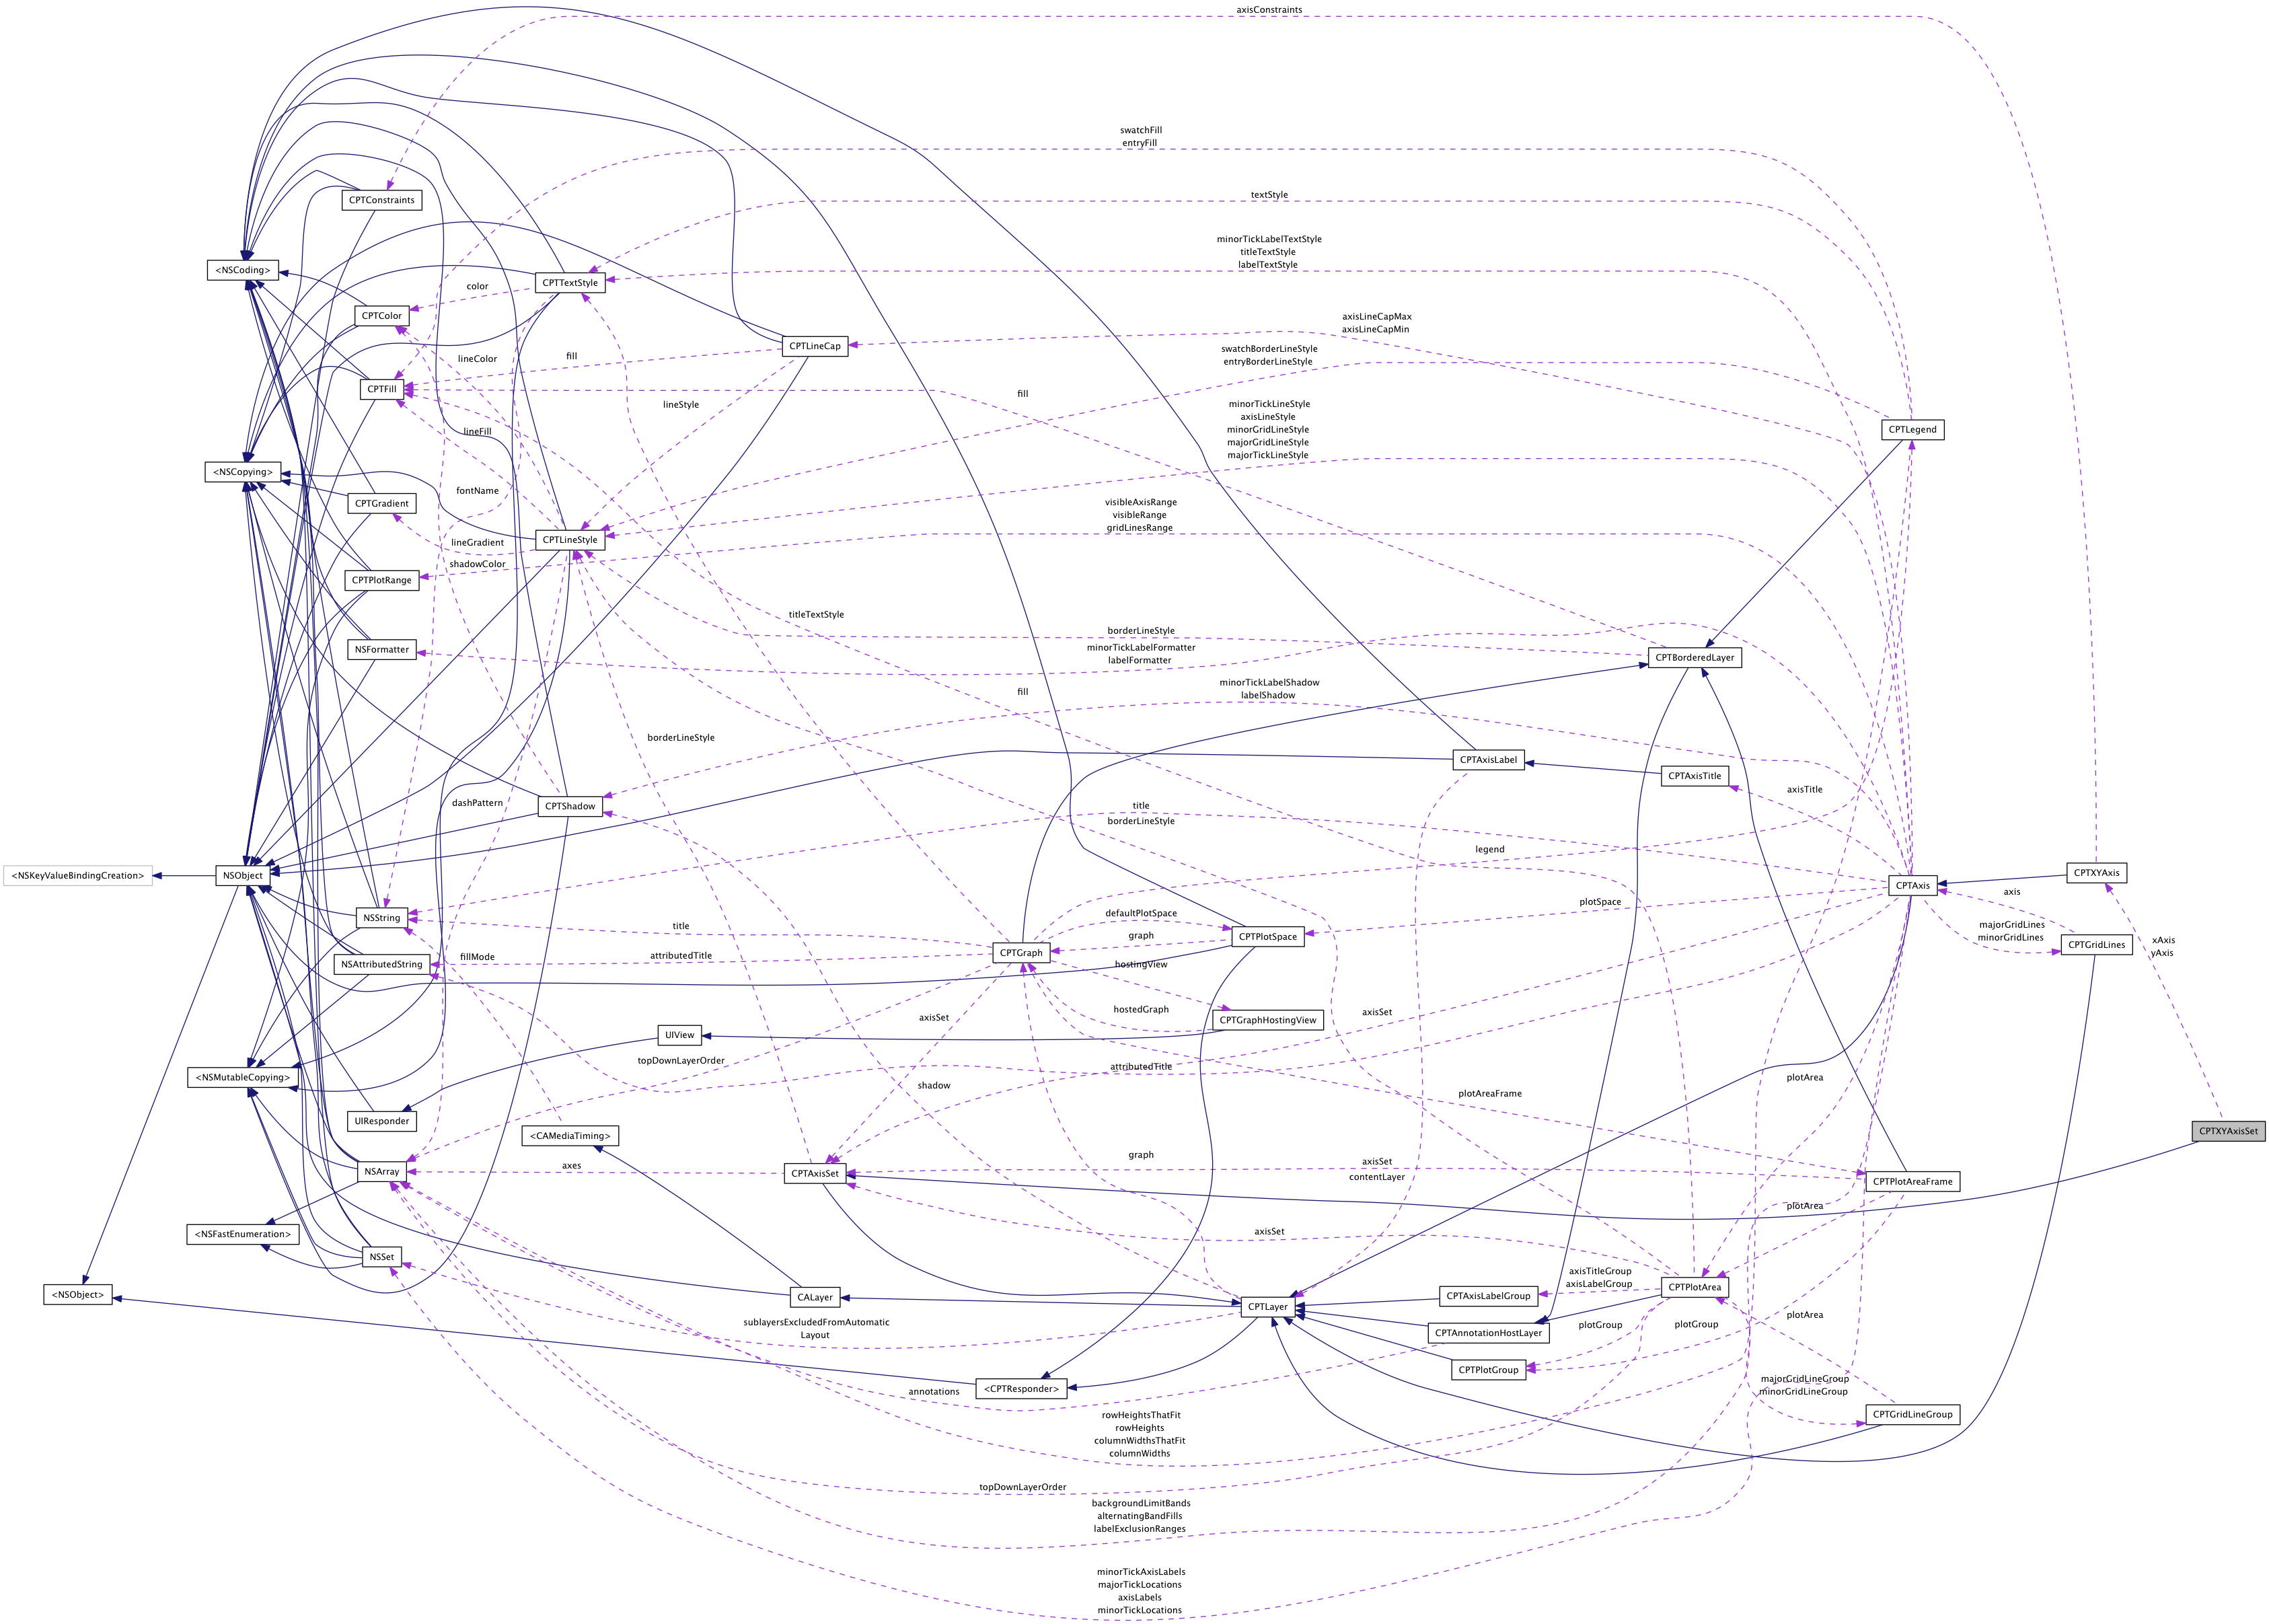 axisConstraints
swatchFill
entryFill
textStyle
CPTConstraints
minorTickLabelTextStyle
titleTextStyle
labelTextStyle
<NSCoding>
CPTTextStyle
color
CPTColor
axisLineCapMax
axisLineCapMin
CPTLineCap
swatchBorderLineStyle
entryBorderLineStyle
lineColor
fill
CPTFill
fill
lineStyle
minorTickLineStyle
axisLineStyle
minorGridLineStyle
majorGridLineStyle
majorTickLineStyle
CPTLegend
lineFill
<NSCopying>
fontName
CPTGradient
visibleAxisRange
visibleRange
gridLinesRange
CPTLineStyle
lineGradient
shadowColor
CPTPlotRange
titleTextStyle
borderLineStyle
NSFormatter
minorTickLabelFormatter
labelFormatter
CPTBorderedLayer
minorTickLabelShadow
labelShadow
fill
borderLineStyle
CPTAxisLabel
CPTAxisTitle
axisTitle
dashPattern
CPTShadow
title
borderLineStyle
legend
<NSKeyValueBindingCreation>
NSObject
CPTXYAxis
CPTAxis
axis
plotSpace
NSString
title
defaultPlotSpace
graph
CPTPlotSpace
majorGridLines
minorGridLines
CPTGridLines
xAxis
yAxis
CPTGraph
fillMode
attributedTitle
NSAttributedString
hostingView
hostedGraph
CPTGraphHostingView
axisSet
axisSet
UIView
topDownLayerOrder
attributedTitle
<NSMutableCopying>
shadow
plotArea
plotAreaFrame
UIResponder
<CAMediaTiming>
CPTXYAxisSet
graph
axes
NSArray
CPTAxisSet
axisSet
contentLayer
CPTPlotAreaFrame
plotArea
<NSFastEnumeration>
axisSet
NSSet
axisTitleGroup
axisLabelGroup
CPTPlotArea
<NSObject>
CALayer
CPTLayer
CPTAxisLabelGroup
plotArea
sublayersExcludedFromAutomatic
Layout
plotGroup
plotGroup
CPTAnnotationHostLayer
CPTPlotGroup
<CPTResponder>
annotations
majorGridLineGroup
minorGridLineGroup
CPTGridLineGroup
rowHeightsThatFit
rowHeights
columnWidthsThatFit
columnWidths
topDownLayerOrder
backgroundLimitBands
alternatingBandFills
labelExclusionRanges
minorTickAxisLabels
majorTickLocations
axisLabels
minorTickLocations